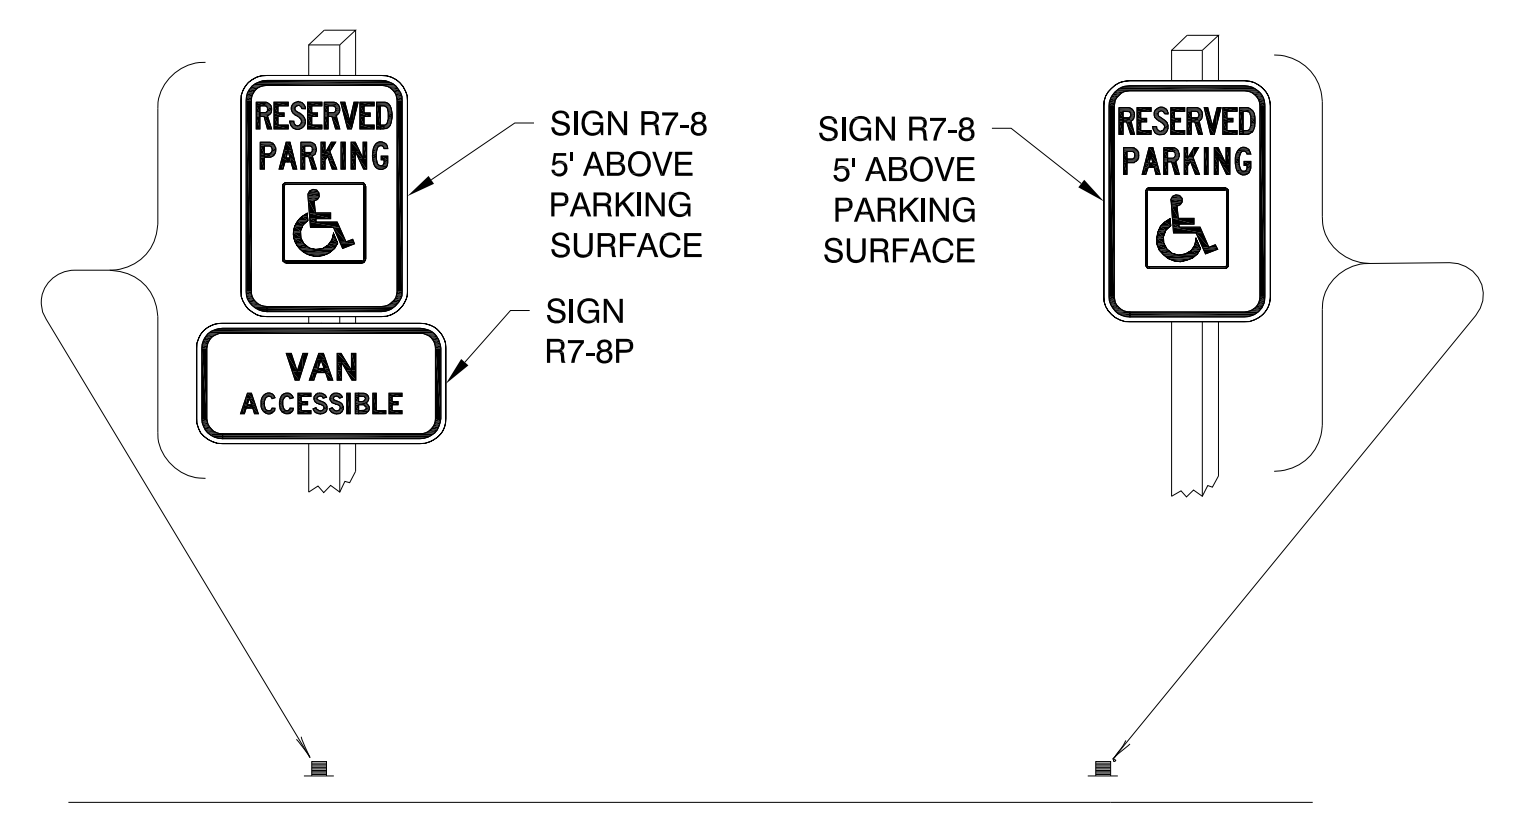 RESERVED
PARKING
VAN
ACCESSIBLE
SIGN R7-8
5' ABOVE
PARKING
SURFACE
SIGN
R7-8P
SIGN R7-8
5' ABOVE
PARKING
SURFACE
RESERVED
PARKING